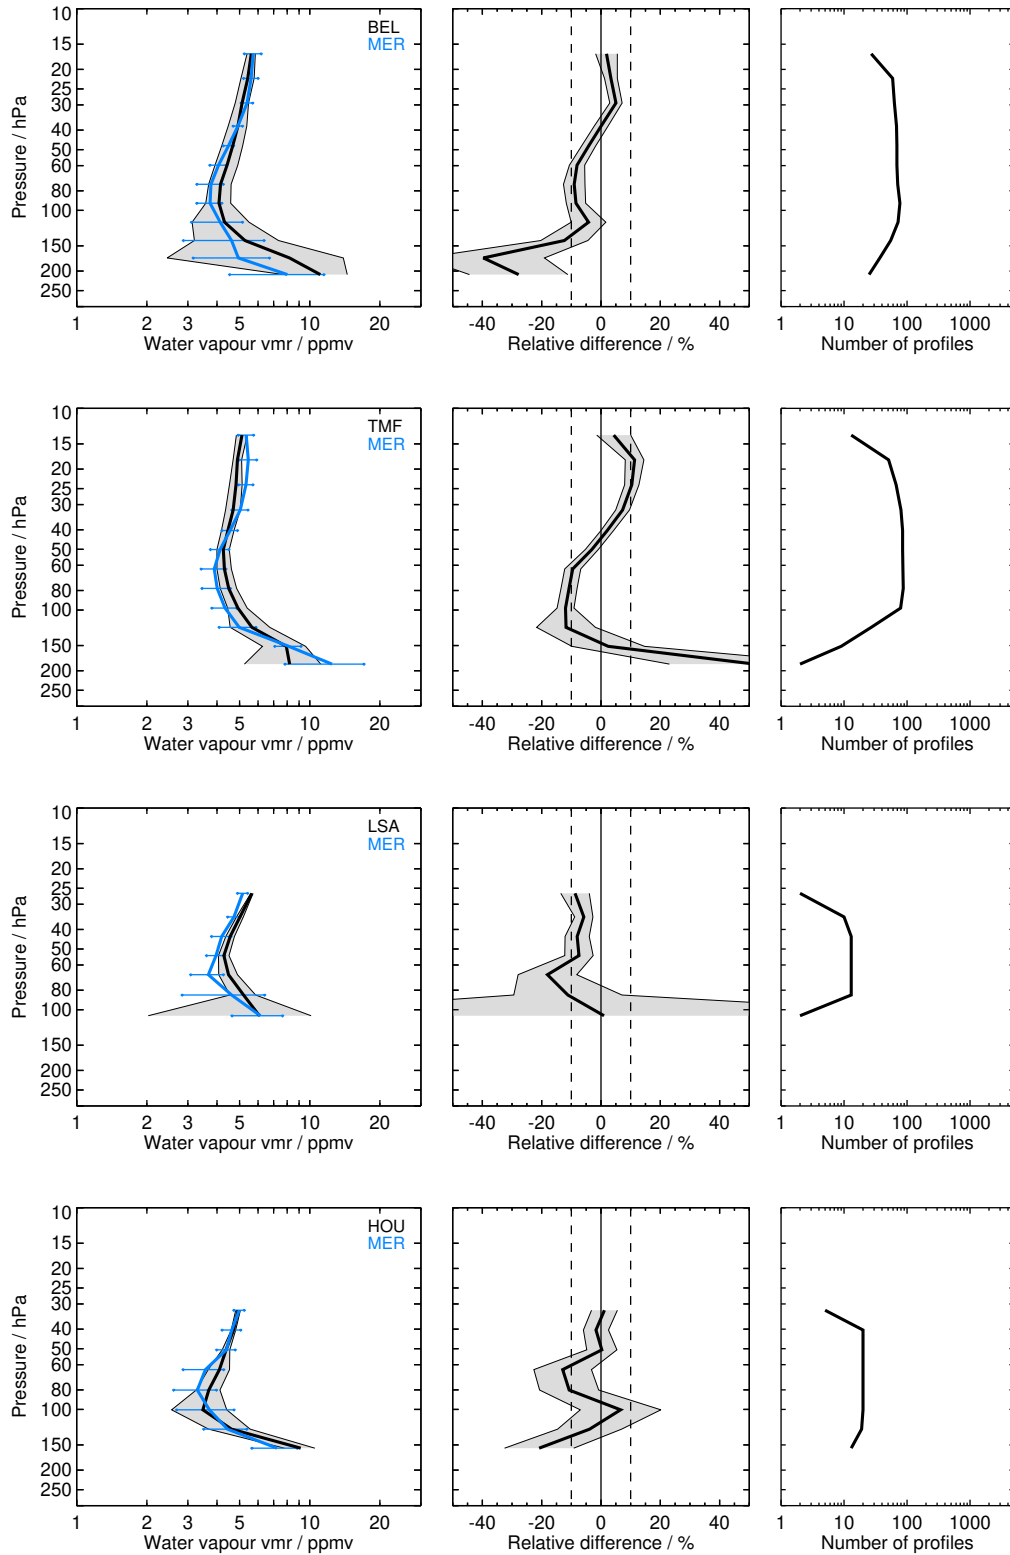 BEL
MER
10
15
20
25
30
40
60
80
100
150
200
250
Pressure / hPa
1 2 3 5 10 20
Water vapour vmr / ppmv
-40 -20 0 20 40
Relative difference / %
1 10 100 1000
Number of profiles
TMF
MER
10
15
20
25
30
40
50
60
80
100
150
200
250
Pressure / hPa
1 2 3 5 10 20
Water vapour vmr / ppmv
-40 -20 0 20 40
Relative difference / %
1 10 100 1000
Number of profiles
LSA
MER
10
15
20
25
30
40
50
60
80
100
150
200
250
Pressure / hPa
1 2 3 5 10 20
Water vapour vmr / ppmv
-40 -20 0 20 40
Relative difference / %
1 10 100 1000
Number of profiles
HOU
MER
10
15
20
25
30
40
50
60
80
100
150
200
250
Pressure / hPa
1 2 3 5 10 20
Water vapour vmr / ppmv
-40 -20 0 20 40
Relative difference / %
1 10 100 1000
Number of profiles